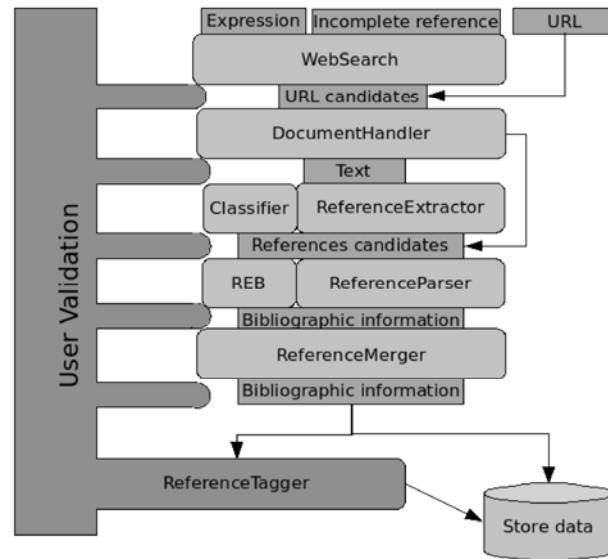 Expression
Incomplete reference
URL
WebSearch
URL candidates
DocumentHandler
Text
Classifier
ReferenceExtractor
References candidates
REB
ReferenceParser
Bibliographic information
ReferenceMerger
Bibliographic information
User Validation
ReferenceTagger
Store data